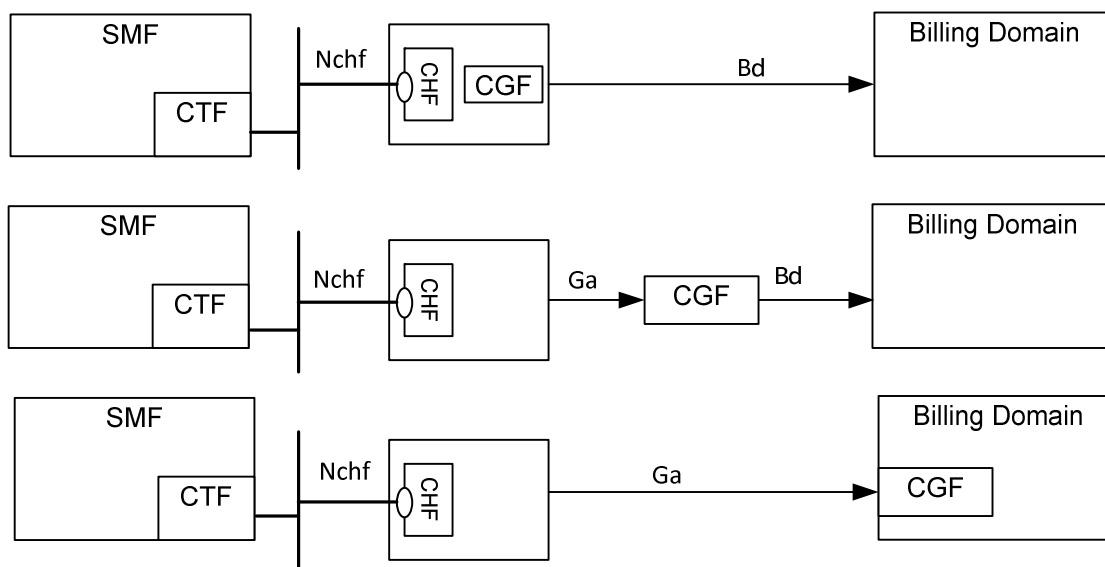 SMF
CTF
Nchf
CHF
CGF
Bd
Billing Domain
SMF
CTF
Nchf
CHF
Ga
CGF
Bd
Billing Domain
SMF
CTF
Nchf
CHF
Ga
Billing Domain
CGF